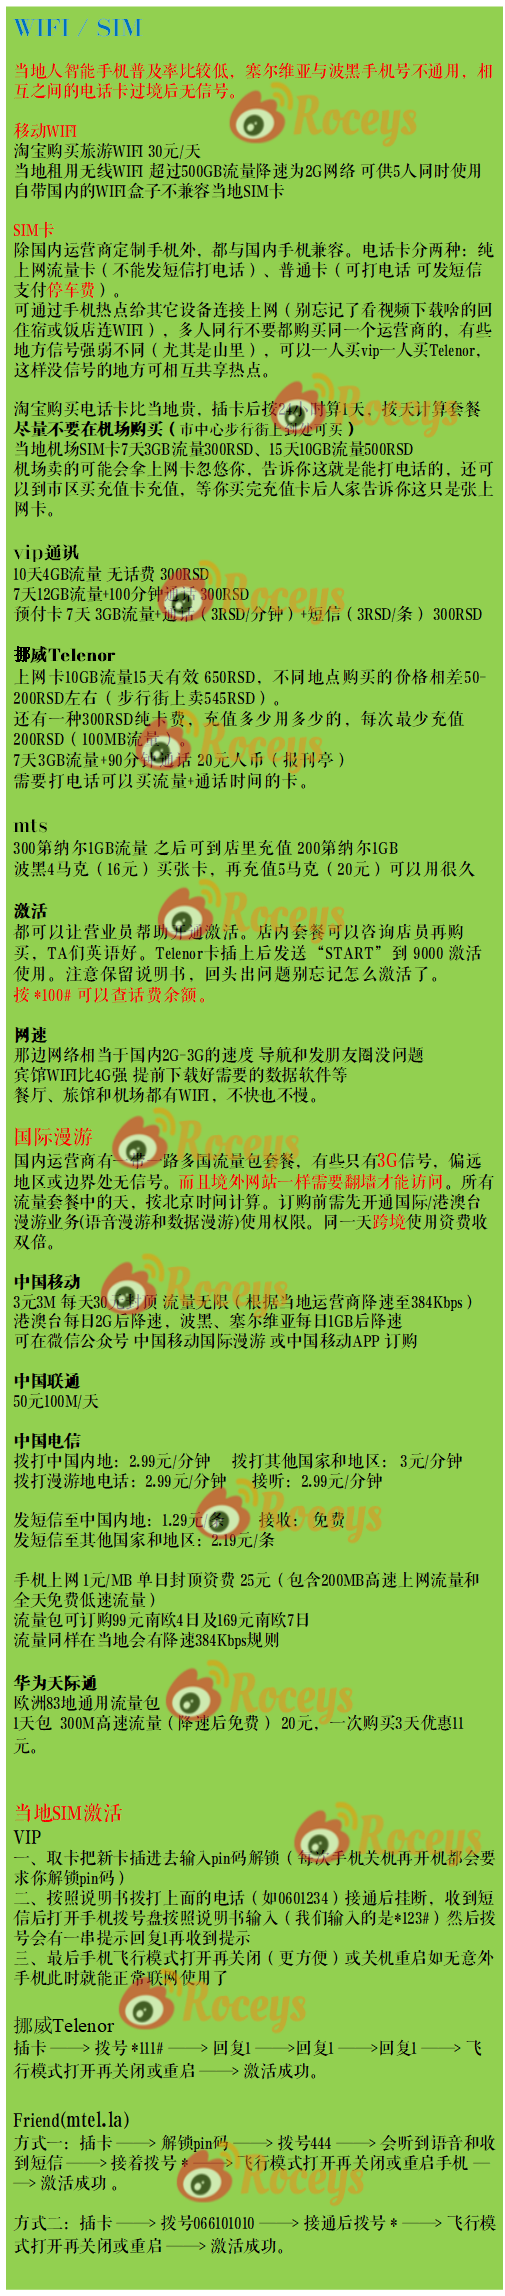 WIFI / SIM
当地人智能手机普及率比较低，塞尔维亚与波黑手机号不通用，相
互之间的电话卡过境后无信号。
移动WIFI
淘宝购买旅游WIFI 30元/天
当地租用无线WIFI 超过500GB流量降速为2G网络 可供5人同时使用
自带国内的WIFI盒子不兼容当地SIM卡
SIM卡
除国内运营商定制手机外，都与国内手机兼容。电话卡分两种：纯
上网流量卡（不能发短信打电话）、普通卡（可打电话 可发短信
支付停车费）。
可通过手机热点给其它设备连接上网（别忘记了看视频下载啥的回
住宿或饭店连WIFI），多人同行不要都购买同一个运营商的，有些
地方信号强弱不同（尤其是山里），可以一人买vip一人买Telenor，
这样没信号的地方可相互共享热点。
淘宝购买电话卡比当地贵，插卡后按24小时算1天，按天计算套餐
尽量不要在机场购买（市中心步行街上到处可买）
当地机场SIM卡7天3GB流量300RSD、15天10GB流量500RSD
机场卖的可能会拿上网卡忽悠你，告诉你这就是能打电话的，还可
以到市区买充值卡充值，等你买完充值卡后人家告诉你这只是张上
网卡。
vip通讯
10天4GB流量 无话费 300RSD
7天12GB流量+100分钟通话 300RSD
预付卡 7天 3GB流量+通话（3RSD/分钟）+短信（3RSD/条） 300RSD
挪威Telenor
上网卡10GB流量15天有效 650RSD，不同地点购买的价格相差50-
200RSD左右（步行街上卖545RSD）。
还有一种300RSD纯卡费，充值多少用多少的，每次最少充值
200RSD（100MB流量）。
7天3GB流量+90分钟通话 20元人币（报刊亭）
需要打电话可以买流量+通话时间的卡。
mts
300第纳尔1GB流量 之后可到店里充值 200第纳尔1GB
波黑4马克（16元）买张卡，再充值5马克（20元）可以用很久
激活
都可以让营业员帮助开通激活。店内套餐可以咨询店员再购
买，TA们英语好。Telenor卡插上后发送“START”到 9000 激活
使用。注意保留说明书，回头出问题别忘记怎么激活了。
按 *100# 可以查话费余额。
网速
那边网络相当于国内2G-3G的速度 导航和发朋友圈没问题
宾馆WIFI比4G强 提前下载好需要的数据软件等
餐厅、旅馆和机场都有WIFI，不快也不慢。
国际漫游
国内运营商有一带一路多国流量包套餐，有些只有3G信号，偏远
地区或边界处无信号。而且境外网站一样需要翻墙才能访问。所有
流量套餐中的天，按北京时间计算。订购前需先开通国际/港澳台
漫游业务(语音漫游和数据漫游)使用权限。同一天跨境使用资费收
双倍。
中国移动
3元3M 每天30元封顶 流量无限（根据当地运营商降速至384Kbps）
港澳台每日2G后降速，波黑、塞尔维亚每日1GB后降速
可在微信公众号 中国移动国际漫游 或中国移动APP 订购
中国联通
50元100M/天
中国电信
拨打中国内地：2.99元/分钟 拨打其他国家和地区： 3元/分钟
拨打漫游地电话：2.99元/分钟 接听：2.99元/分钟
发短信至中国内地：1.29元/条 接收： 免费
发短信至其他国家和地区：2.19元/条
手机上网 1元/MB 单日封顶资费 25元（包含200MB高速上网流量和
全天免费低速流量）
流量包可订购99元南欧4日及169元南欧7日
流量同样在当地会有降速384Kbps规则
华为天际通
欧洲83地通用流量包
1天包 300M高速流量（降速后免费） 20元，一次购买3天优惠11
元。
当地SIM激活
VIP
一、取卡把新卡插进去输入pin码解锁（每次手机关机再开机都会要
求你解锁pin码）
二、按照说明书拨打上面的电话（如0601234）接通后挂断，收到短
信后打开手机拨号盘按照说明书输入（我们输入的是*123#）然后拨
号会有一串提示回复1再收到提示
三、最后手机飞行模式打开再关闭（更方便）或关机重启如无意外
手机此时就能正常联网使用了
挪威Telenor
插卡 ——> 拨号 *111# ——> 回复1 ——>回复1 ——>回复1 ——> 飞
行模式打开再关闭或重启 ——> 激活成功。
Friend(mtel.la)
方式一：插卡 ——> 解锁pin码 ——> 拨号444 ——> 会听到语音和收
到短信 ——> 接着拨号 * ——> 飞行模式打开再关闭或重启手机 —
—> 激活成功 。
方式二：插卡 ——> 拨号066101010 ——> 接通后拨号 * ——> 飞行模
式打开再关闭或重启 ——> 激活成功。
Roceys
Roceys
Roceys
Roceys
Roceys
Roceys
Roceys
Roceys
Roceys
Roceys
Roceys
Roceys